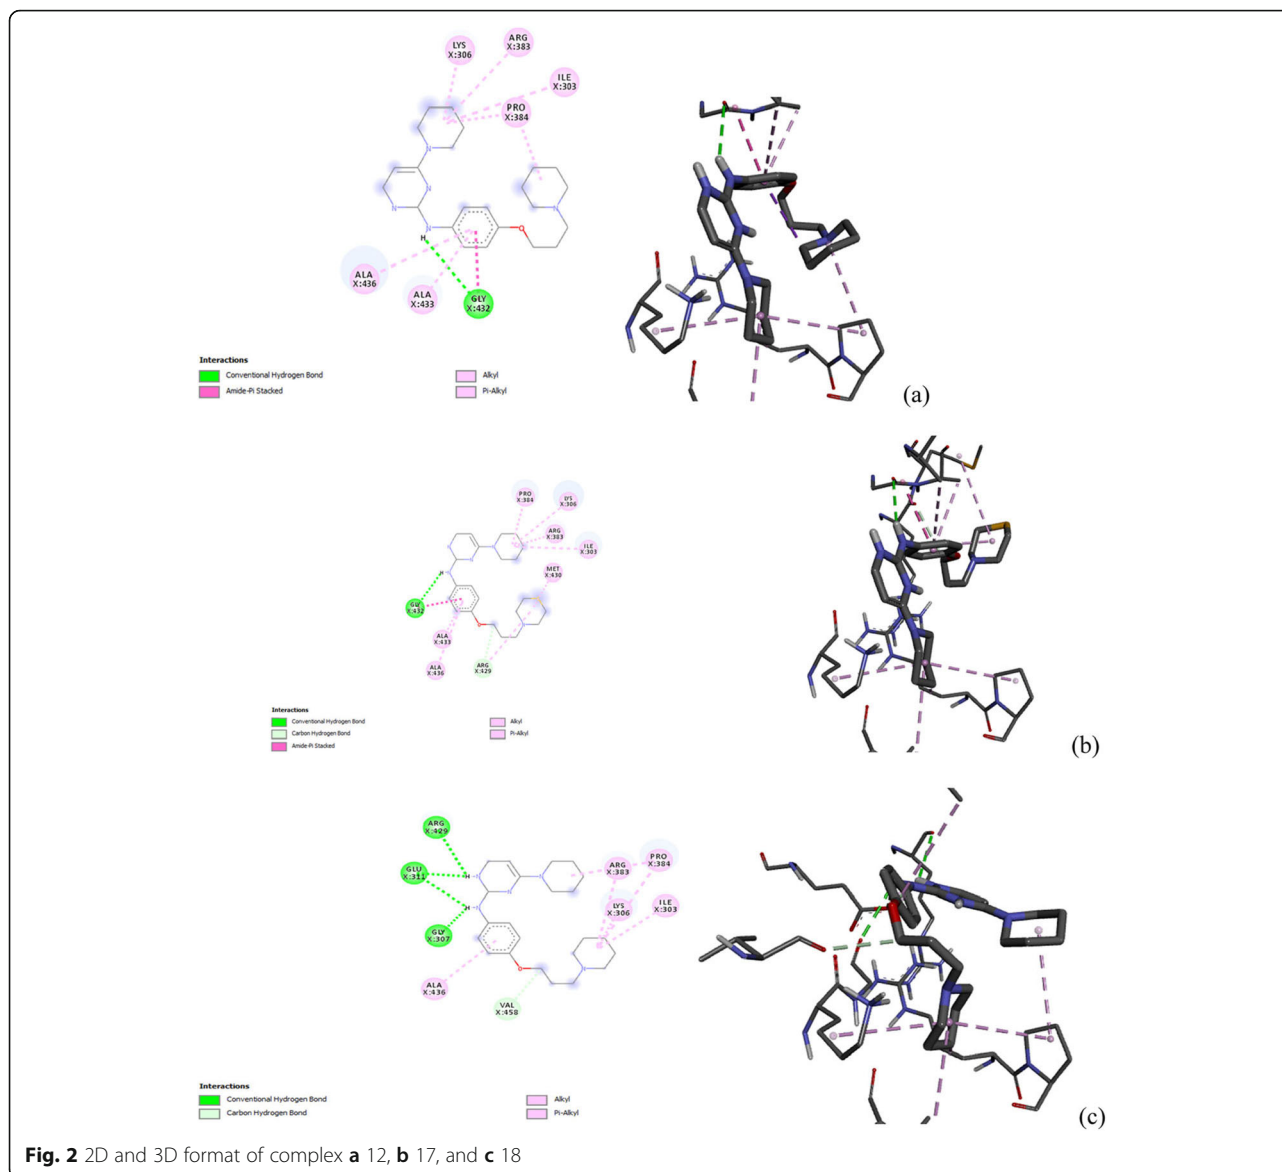 LYS
X:306
ARG
X:383
ILE
X:303
PRO
X:384
N
N
N
N
H
N
O
ALA
X:436
ALA
X:433
GLY
X:432
Interactions
Conventional Hydrogen Bond
Amide-Pi Stacked
Alkyl
Pi-Alkyl
(a)
PRO
X:384
LYS
X:306
ARG
X:383
ILE
X:303
MET
X:430
H
GLY
X:432
ALA
X:433
ALA
X:436
ARG
X:429
Interactions
Conventional Hydrogen Bond
Carbon Hydrogen Bond
Amide-Pi Stacked
Alkyl
Pi-Alkyl
(b)
ARG
X:429
GLU
X:311
GLY
X:307
ALA
X:436
VAL
X:458
ARG
X:383
PRO
X:384
LYS
X:306
ILE
X:303
H
N
N
N
H
N
O
N
Interactions
Conventional Hydrogen Bond
Carbon Hydrogen Bond
Alkyl
Pi-Alkyl
(c)
Fig. 2 2D and 3D format of complex a 12, b 17, and c 18